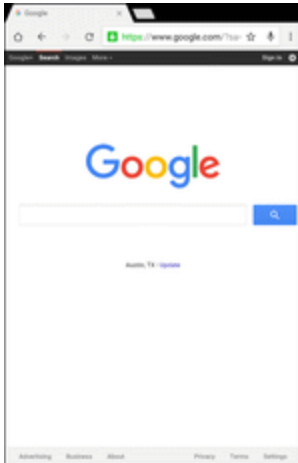 Google
https://www.google.com/?
Google+ Search Images More
Sign in
Google
Austin, TX - Update
Advertising Business About Privacy Terms Settings